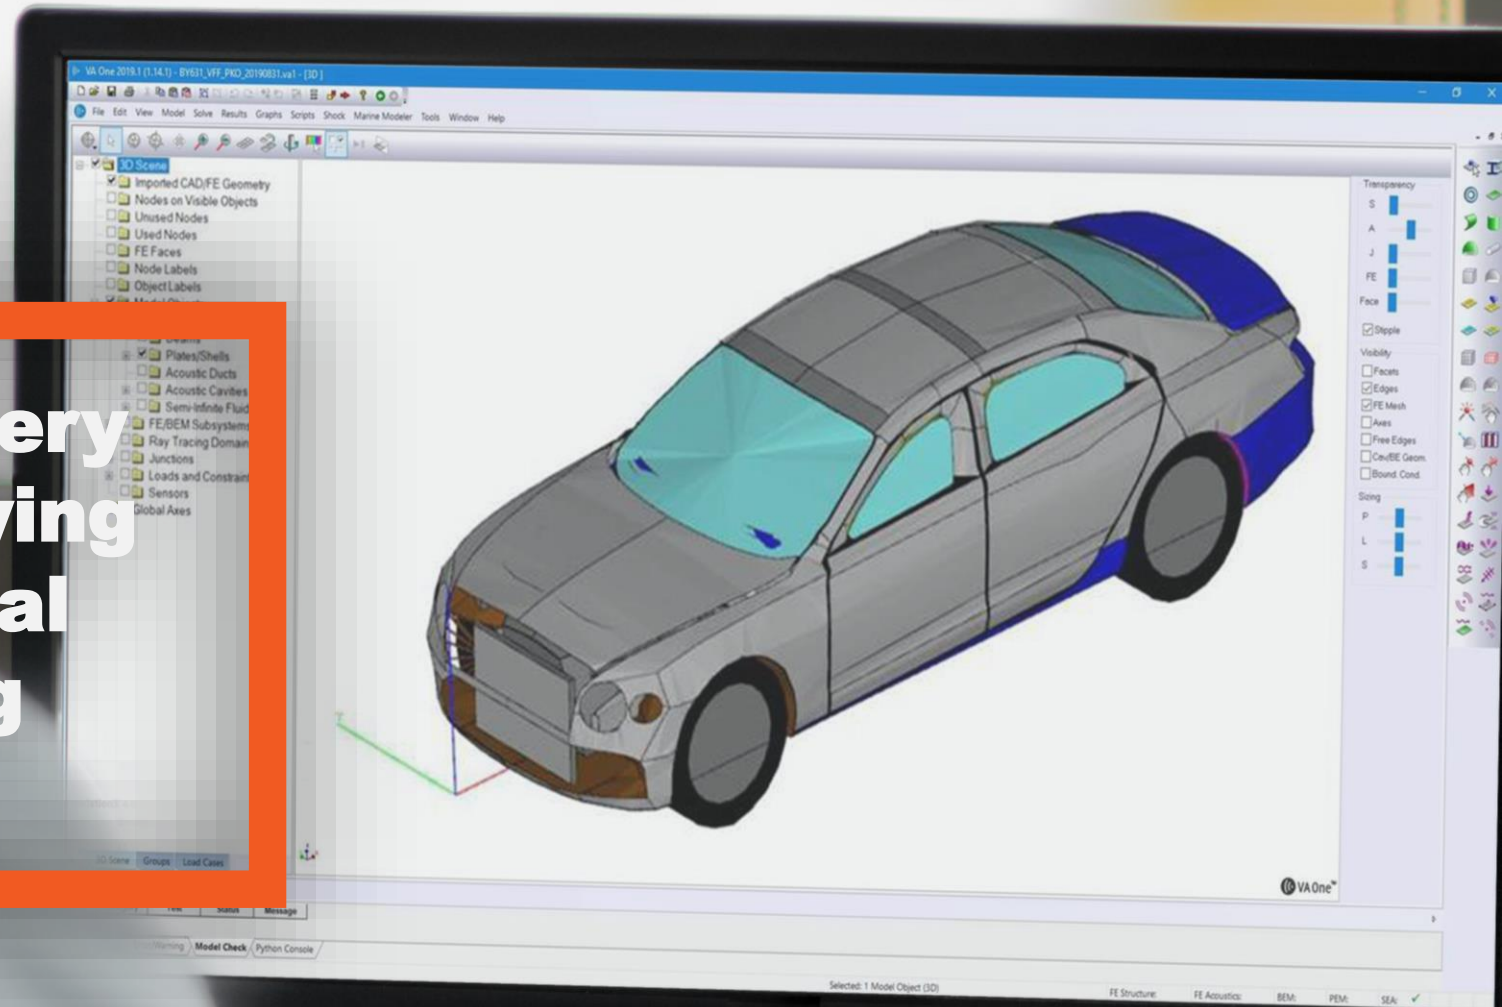 VA One 2019.1 (1.14.1) - BY631_VFF_PKO_20190831.va1 - [3D ]
File Edit View Model Solve Results Graphs Scripts Shock Marine Modeler Tools Window Help
3D Scene
Imported CAD/FE Geometry
Nodes on Visible Objects
Unused Nodes
Used Nodes
FE Faces
Node Labels
Object Labels
Plates/Shells
Acoustic Ducts
Acoustic Cavities
Semi-Infinite Fluid
FE/BEM Subsystems
Ray Tracing Domain
Junctions
Loads and Constraint
Sensors
Global Axes
ery
ving
al
g
3D Scene Groups Load Cases
Transparency
S
A
J
FE
Face
Stipple
Visibility
Facets
Edges
FE Mesh
Axes
Free Edges
Cav/BE Geom.
Bound. Cond.
Sizing
P
L
S
VA One™
Status Message
Warning Model Check Python Console
Selected: 1 Model Object (3D)
FE Structure: FE Acoustics: BEM: PEM: SEA: ✓